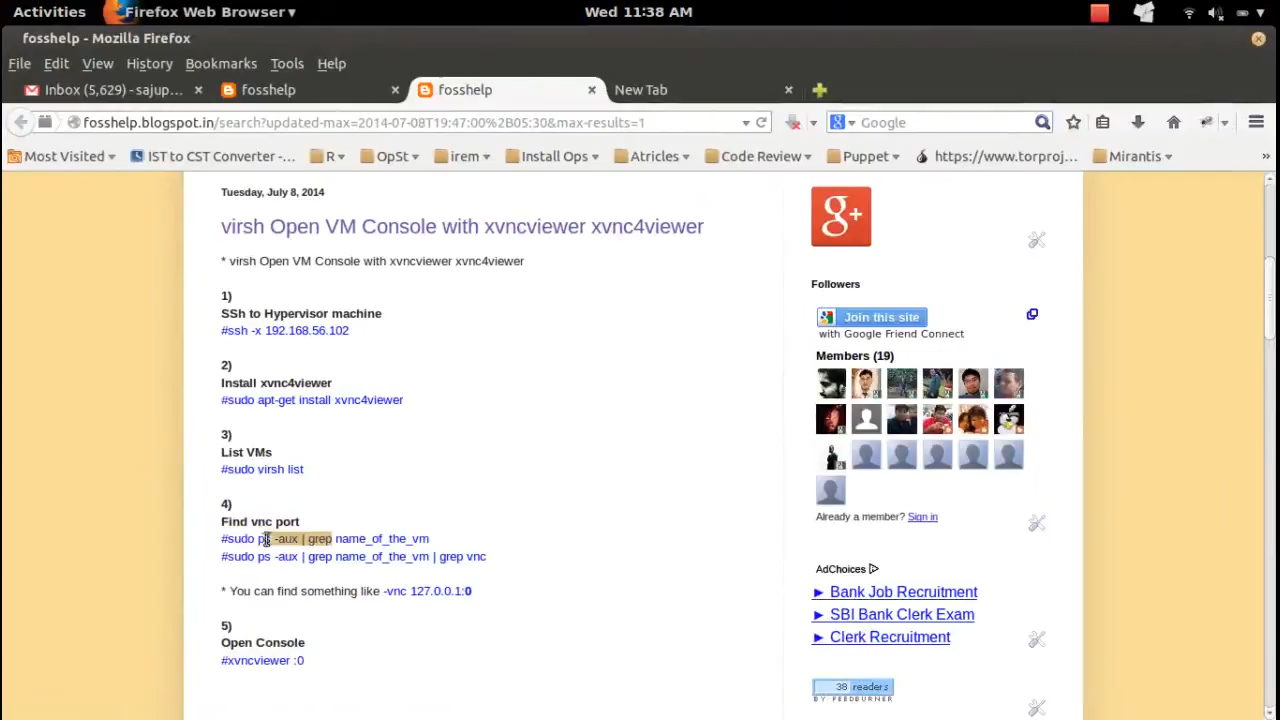 Activities Firefox Web Browser ▾ Wed 11:38 AM
fosshelp - Mozilla Firefox
File Edit View History Bookmarks Tools Help
Inbox (5,629) - sajup... fosshelp fosshelp New Tab
fosshelp.blogspot.in/search?updated-max=2014-07-08T19:47:00%2B05:30&max-results=1 Google
Most Visited IST to CST Converter -... R OpSt irem Install Ops Atricles Code Review Puppet https://www.torproj... Mirantis »
Tuesday, July 8, 2014
virsh Open VM Console with xvncviewer xvnc4viewer
* virsh Open VM Console with xvncviewer xvnc4viewer
1)
SSh to Hypervisor machine
#ssh -x 192.168.56.102
2)
Install xvnc4viewer
#sudo apt-get install xvnc4viewer
3)
List VMs
#sudo virsh list
4)
Find vnc port
#sudo ps -aux | grep name_of_the_vm
#sudo ps -aux | grep name_of_the_vm | grep vnc
* You can find something like -vnc 127.0.0.1:0
5)
Open Console
#xvncviewer :0
g+
Followers
Join this site
with Google Friend Connect
Members (19)
Already a member? Sign in
AdChoices
► Bank Job Recruitment
► SBI Bank Clerk Exam
► Clerk Recruitment
38 readers
BY FEEDBURNER